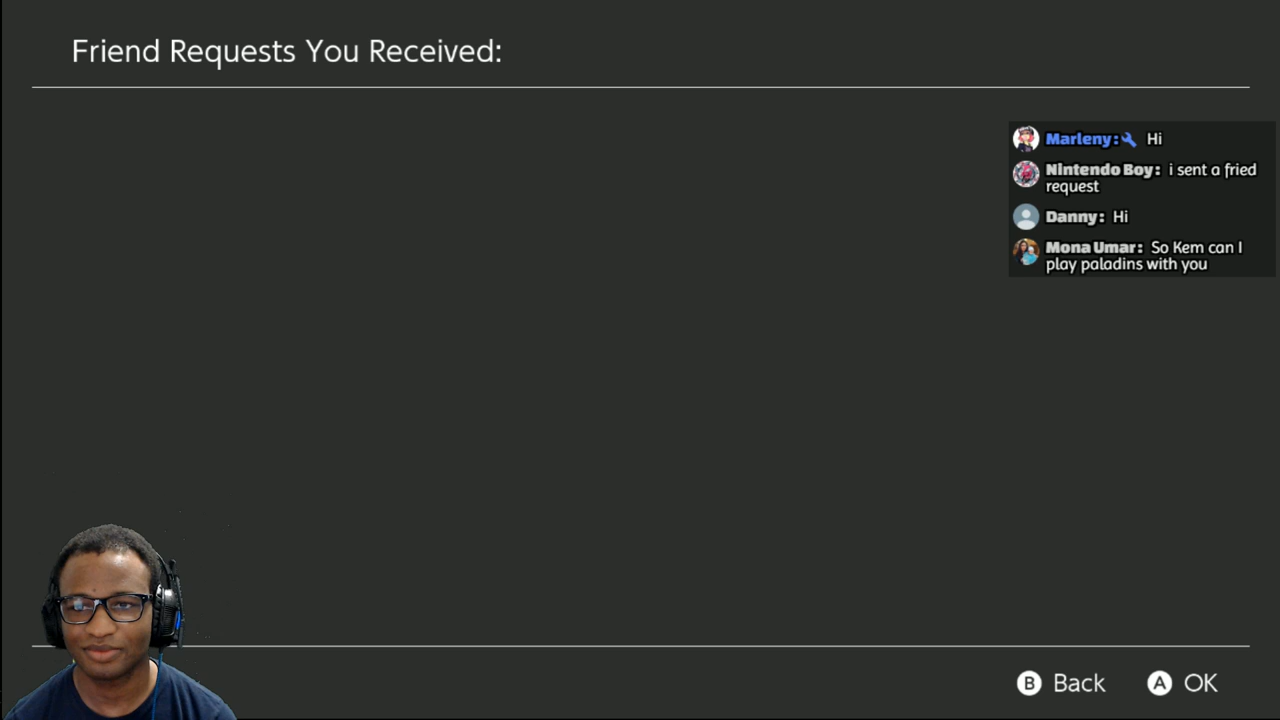 Friend Requests You Received:
Marleny: Hi
Nintendo Boy: i sent a fried
request
Danny: Hi
Mona Umar: So Kem can I
play paladins with you
B Back A OK